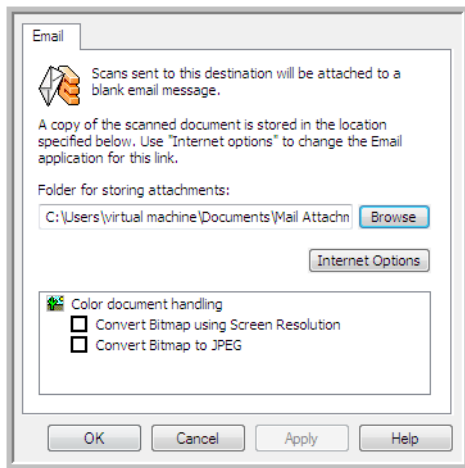 Email
Scans sent to this destination will be attached to a
blank email message.
A copy of the scanned document is stored in the location
specified below. Use "Internet options" to change the Email
application for this link.
Folder for storing attachments:
C:\Users\virtual machine\Documents\Mail Attachn
Browse
Internet Options
Color document handling
Convert Bitmap using Screen Resolution
Convert Bitmap to JPEG
OK
Cancel
Apply
Help